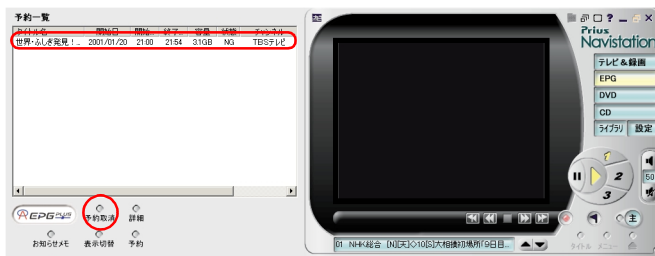 予約一覧
タイトル名 開始日 開始... 終了... 容量 状態 チャンネル
世界・ふしぎ発見！... 2001/01/20 21:00 21:54 3.1GB NG TBSテレビ
EPG PLUS
予約取消 詳細
お知らせメモ 表示切替 予約
Prius
Navistation
テレビ & 録画
EPG
DVD
CD
ライブラリ 設定
1
2
3
50
主
01 NHK総合 [N][天]◇10[S]大相撲初場所「9日目...
タイトル メニュー